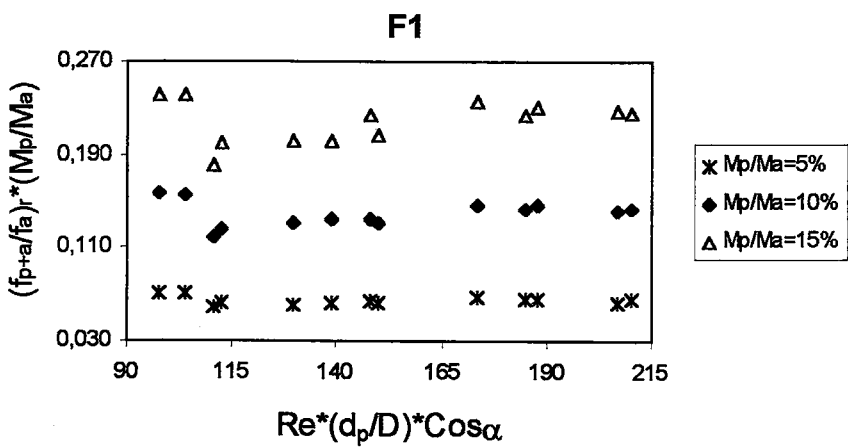 F1
(fp+a/fa)r*(Mp/Ma)
0,270
0,190
0,110
0,030
90 115 140 165 190 215
Re*(dp/D)*Cosα
Mp/Ma=5%
Mp/Ma=10%
Mp/Ma=15%